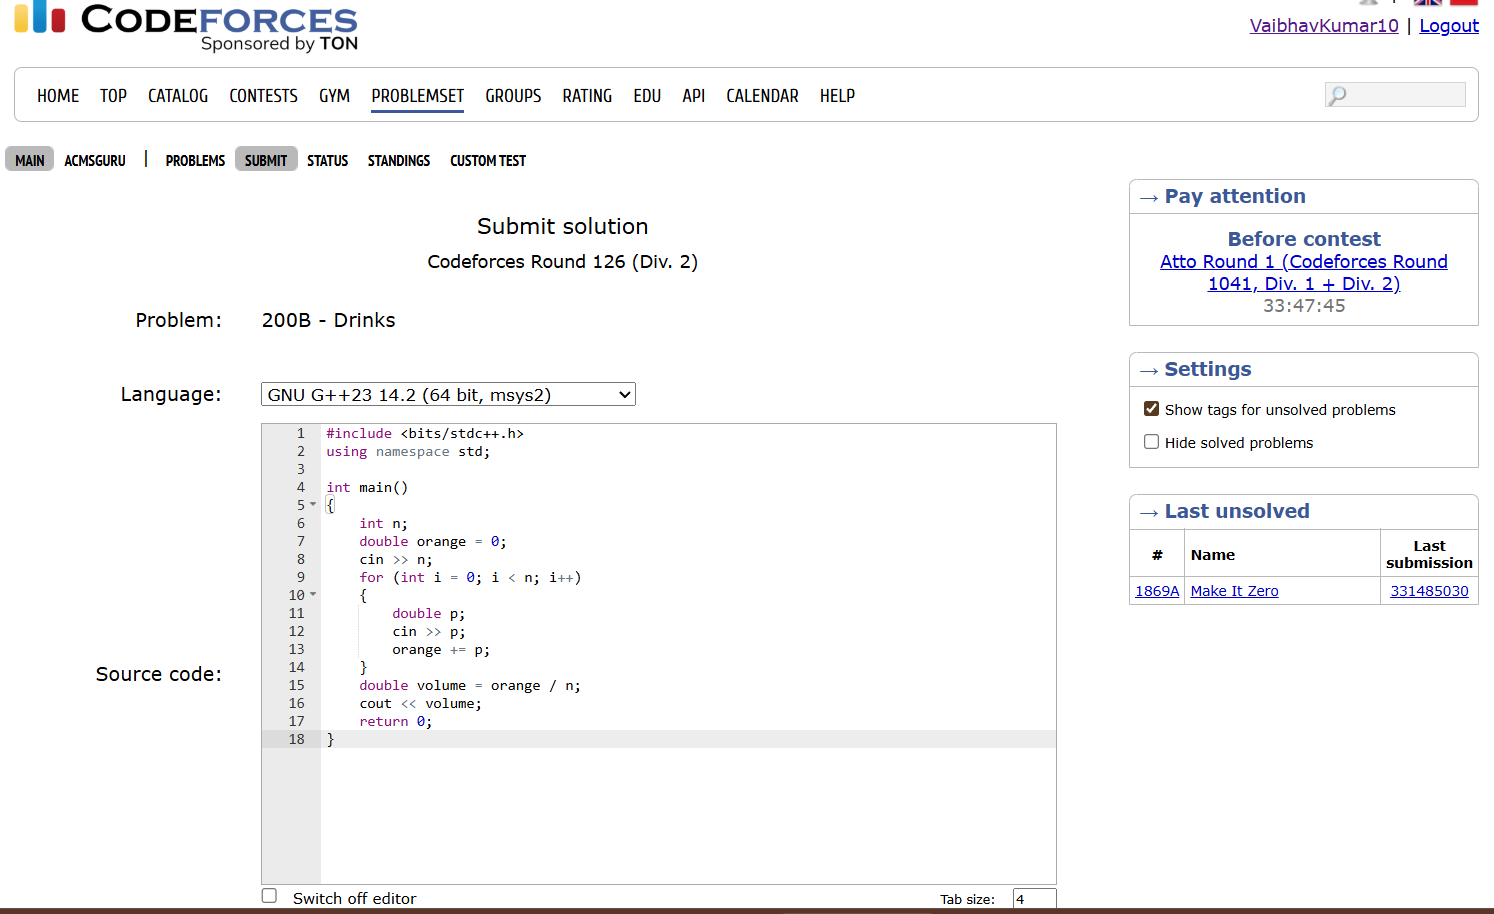 CODEFORCES
Sponsored by TON
VaibhavKumar10 | Logout
HOME TOP CATALOG CONTESTS GYM PROBLEMSET GROUPS RATING EDU API CALENDAR HELP
MAIN ACMSGURU | PROBLEMS SUBMIT STATUS STANDINGS CUSTOM TEST
Submit solution
Codeforces Round 126 (Div. 2)
Problem: 200B - Drinks
Language: GNU G++23 14.2 (64 bit, msys2)
Source code:
1 #include <bits/stdc++.h>
2 using namespace std;
3
4 int main()
5 {
6     int n;
7     double orange = 0;
8     cin >> n;
9     for (int i = 0; i < n; i++)
10     {
11         double p;
12         cin >> p;
13         orange += p;
14     }
15     double volume = orange / n;
16     cout << volume;
17     return 0;
18 }
Switch off editor
Tab size: 4
→ Pay attention
Before contest
Atto Round 1 (Codeforces Round
1041, Div. 1 + Div. 2)
33:47:45
→ Settings
Show tags for unsolved problems
Hide solved problems
→ Last unsolved
# Name Last submission
1869A Make It Zero 331485030